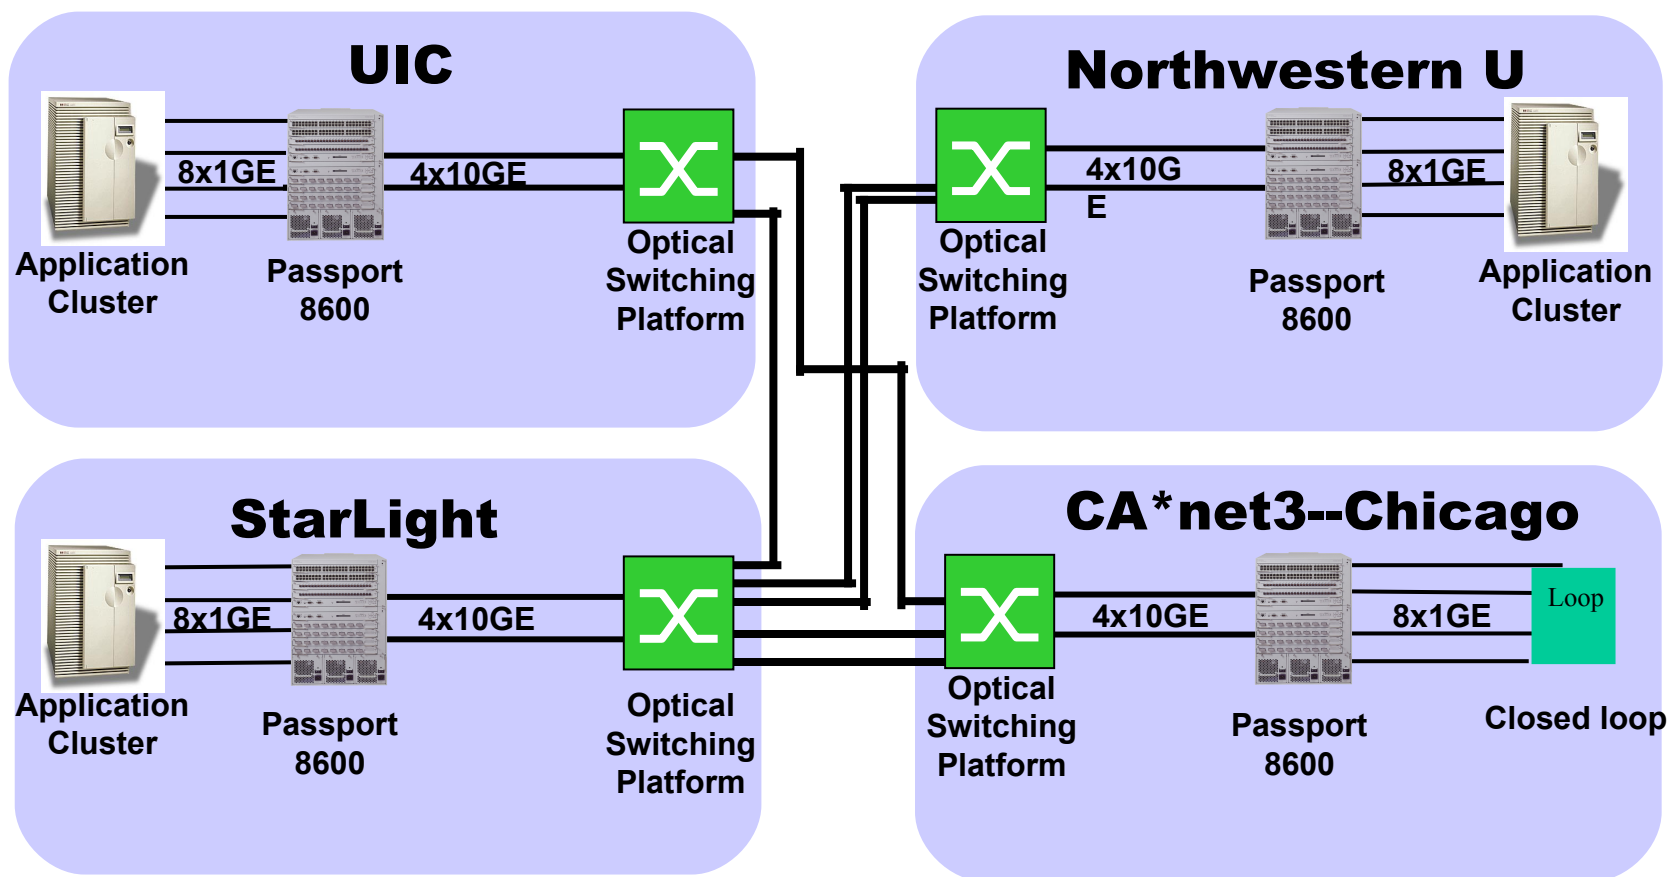 UIC
8x1GE
4x10GE
Application
Cluster
Passport
8600
Optical
Switching
Platform
Northwestern U
4x10G
E
8x1GE
Optical
Switching
Platform
Passport
8600
Application
Cluster
StarLight
8x1GE
4x10GE
Application
Cluster
Passport
8600
Optical
Switching
Platform
CA*net3--Chicago
4x10GE
8x1GE
Loop
Optical
Switching
Platform
Passport
8600
Closed loop